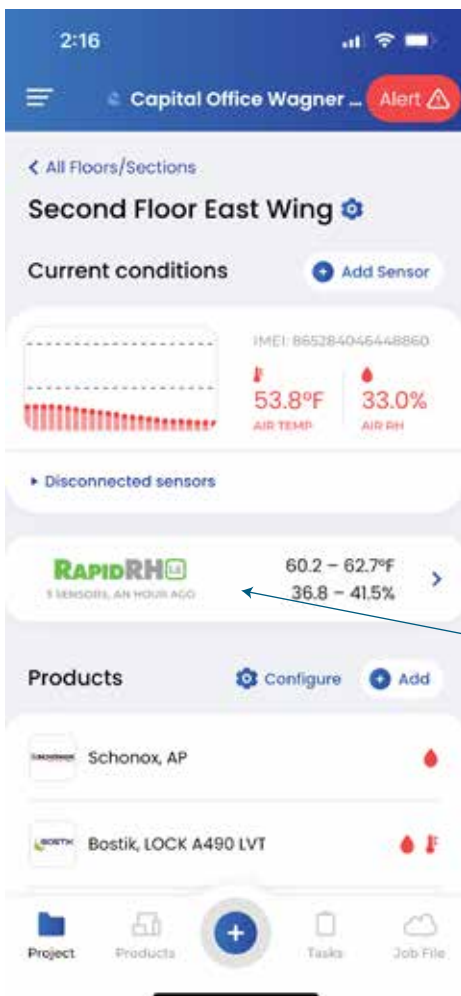 2:16
Capital Office Wagner ...
Alert
All Floors/Sections
Second Floor East Wing
Current conditions
Add Sensor
IMEI: 865284046448860
53.8°F
33.0%
AIR TEMP
AIR RH
Disconnected sensors
RAPIDRH L6
60.2 – 62.7°F
SENSORS, AN HOUR AGO
36.8 – 41.5%
Products
Configure
Add
Schonox, AP
BOSTIK
Bostik, LOCK A490 LVT
Project
Products
Tasks
Job File